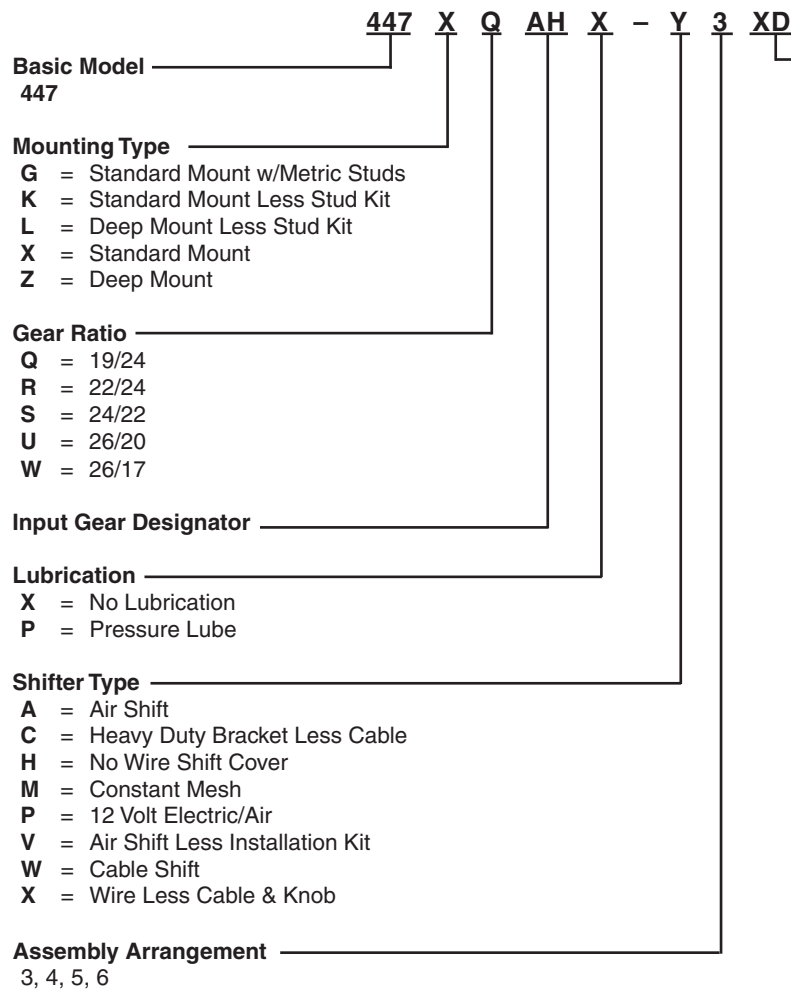 447 X Q AH X – Y 3 XD
Basic Model
447
Mounting Type
G = Standard Mount w/Metric Studs
K = Standard Mount Less Stud Kit
L = Deep Mount Less Stud Kit
X = Standard Mount
Z = Deep Mount
Gear Ratio
Q = 19/24
R = 22/24
S = 24/22
U = 26/20
W = 26/17
Input Gear Designator
Lubrication
X = No Lubrication
P = Pressure Lube
Shifter Type
A = Air Shift
C = Heavy Duty Bracket Less Cable
H = No Wire Shift Cover
M = Constant Mesh
P = 12 Volt Electric/Air
V = Air Shift Less Installation Kit
W = Cable Shift
X = Wire Less Cable & Knob
Assembly Arrangement
3, 4, 5, 6